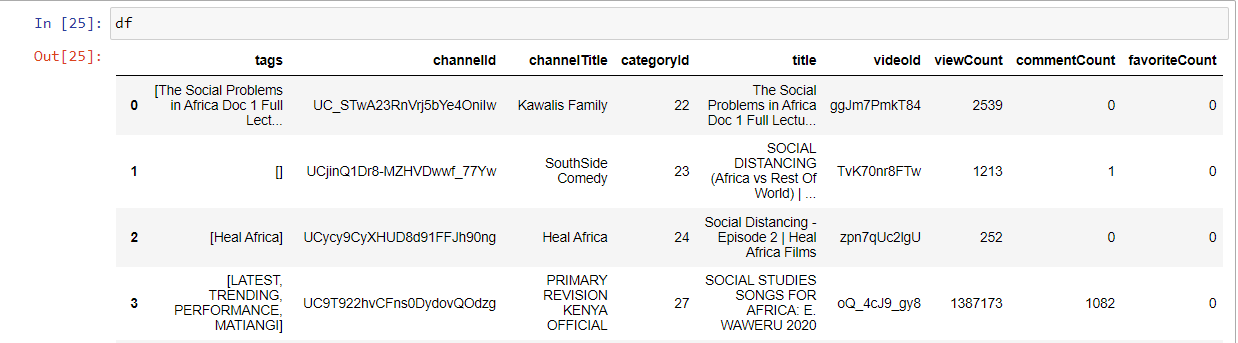 In [25]: df
Out[25]:
tags channelId channelTitle categoryId title videoId viewCount commentCount favoriteCount
0 [The Social Problems in Africa Doc 1 Full Lect... UC_STwA23RnVrj5bYe4OniIw Kawalis Family 22 The Social Problems in Africa Doc 1 Full Lectu... ggJm7PmkT84 2539 0 0
1 [] UCjinQ1Dr8-MZHVDwwf_77Yw SouthSide Comedy 23 SOCIAL DISTANCING (Africa vs Rest Of World) | ... TvK70nr8FTw 1213 1 0
2 [Heal Africa] UCycy9CyXHUD8d91FFJh90ng Heal Africa 24 Social Distancing - Episode 2 | Heal Africa Films zpn7qUc2IgU 252 0 0
3 [LATEST, TRENDING, PERFORMANCE, MATIANGI] UC9T922hvCFns0DydovQOdzg PRIMARY REVISION KENYA OFFICIAL 27 SOCIAL STUDIES SONGS FOR AFRICA: E. WAWERU 2020 oQ_4cJ9_gy8 1387173 1082 0